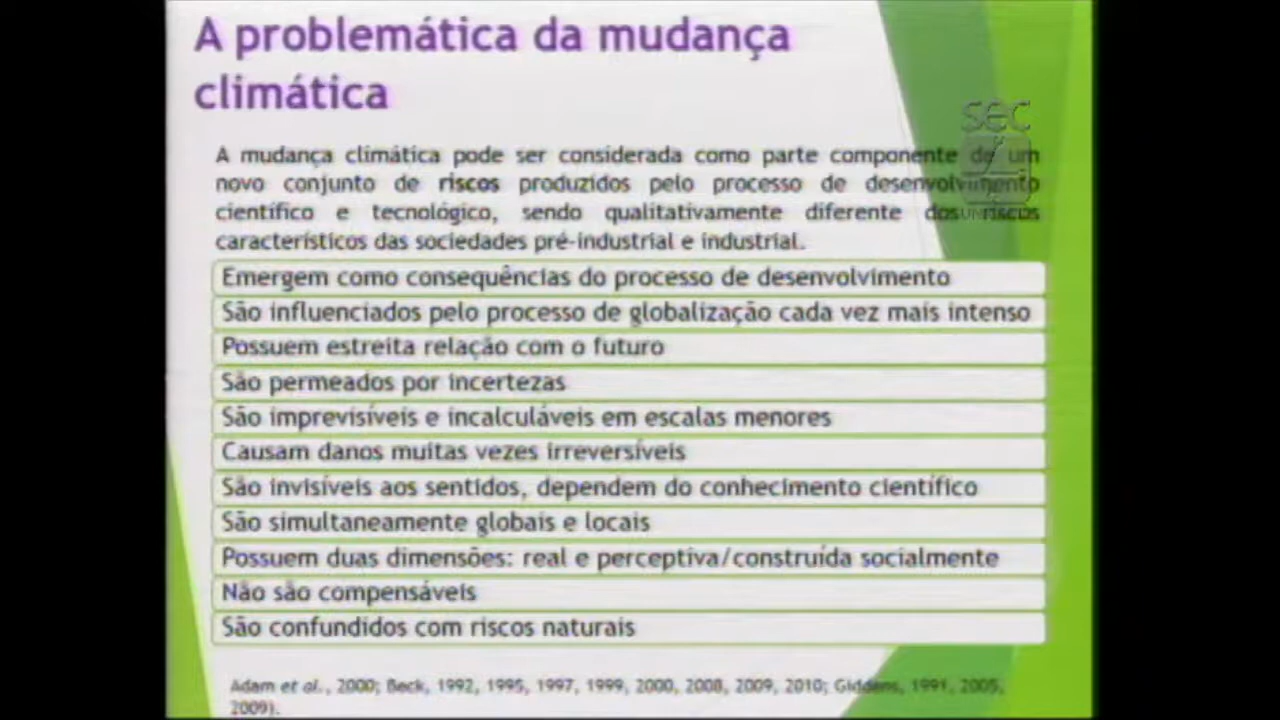 A problemática da mudança
climática
A mudança climática pode ser considerada como parte componente de um
novo conjunto de riscos produzidos pelo processo de desenvolvimento
científico e tecnológico, sendo qualitativamente diferente dos riscos
característicos das sociedades pré-industrial e industrial.
Emergem como consequências do processo de desenvolvimento
São influenciados pelo processo de globalização cada vez mais intenso
Possuem estreita relação com o futuro
São permeados por incertezas
São imprevisíveis e incalculáveis em escalas menores
Causam danos muitas vezes irreversíveis
São invisíveis aos sentidos, dependem do conhecimento científico
São simultaneamente globais e locais
Possuem duas dimensões: real e perceptiva/construída socialmente
Não são compensáveis
São confundidos com riscos naturais
Adam et al., 2000; Beck, 1992, 1995, 1997, 1999, 2000, 2008, 2009, 2010; Giddens, 1991, 2005,
2009).
sec